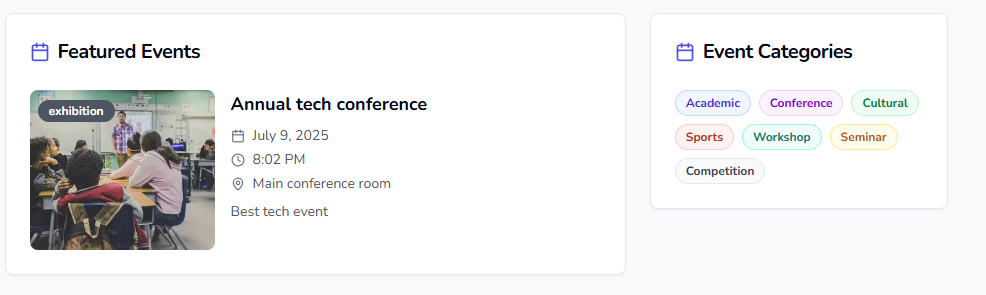 Featured Events
exhibition
Annual tech conference
July 9, 2025
8:02 PM
Main conference room
Best tech event
Event Categories
Academic Conference Cultural
Sports Workshop Seminar
Competition